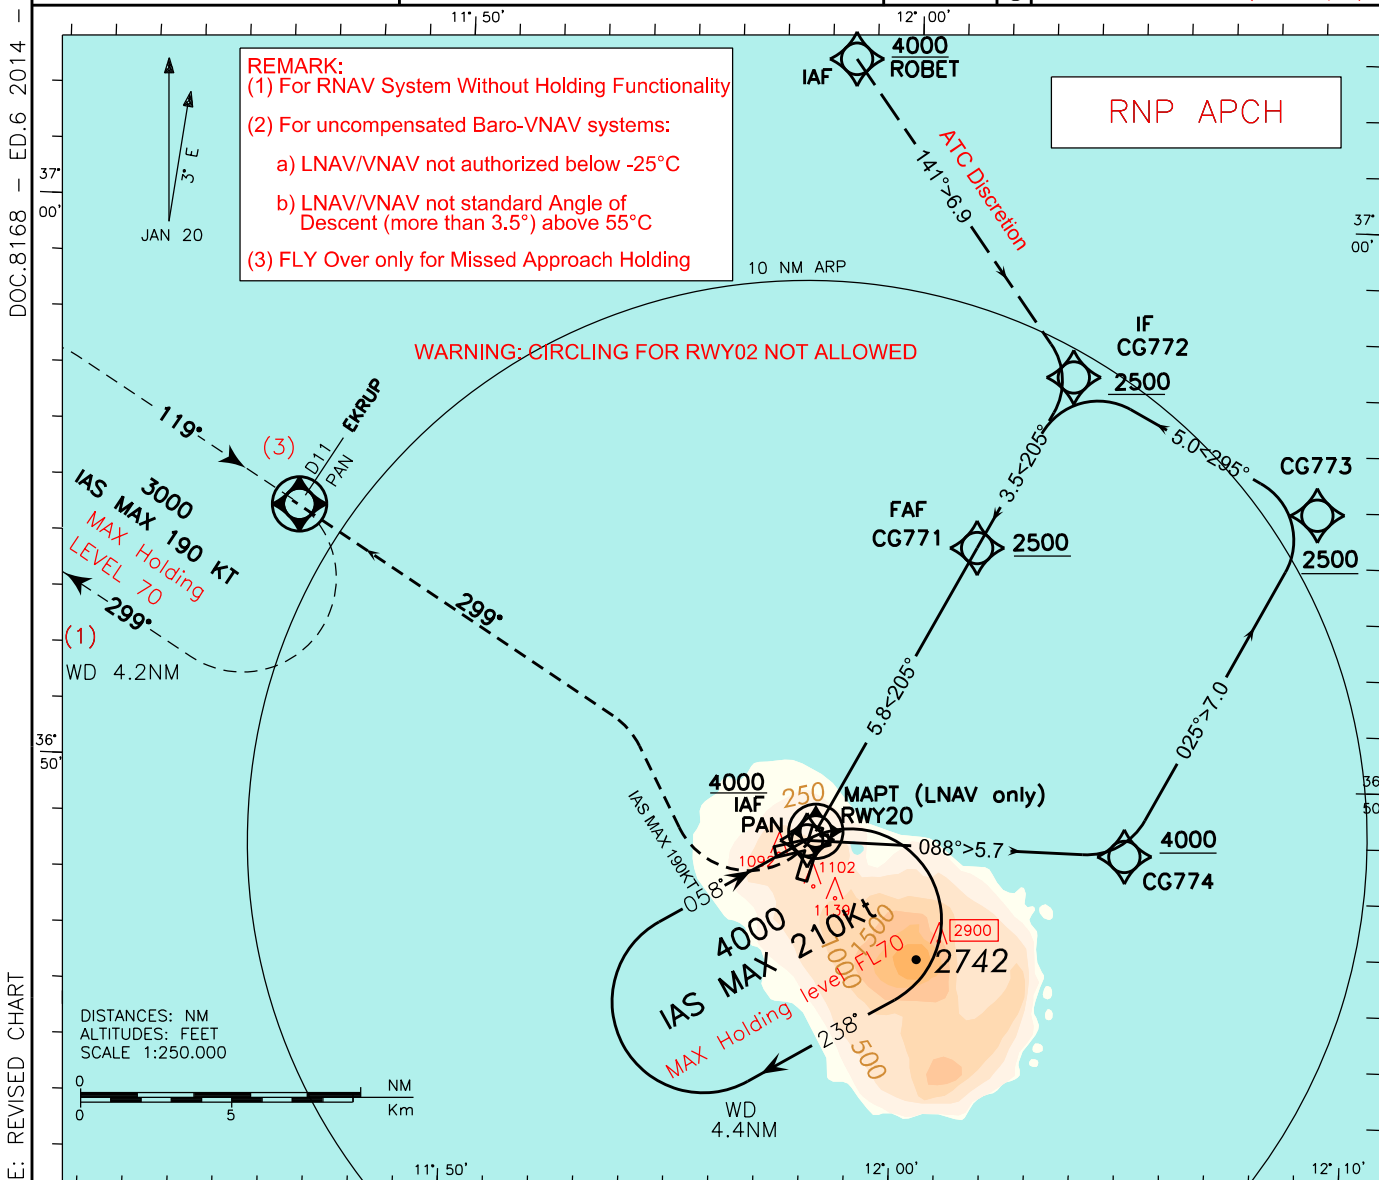 11° 50'
12° 00'
DOC.8168 – ED.6 2014 –
E: REVISED CHART
REMARK:
(1) For RNAV System Without Holding Functionality
(2) For uncompensated Baro-VNAV systems:
a) LNAV/VNAV not authorized below -25°C
b) LNAV/VNAV not standard Angle of
Descent (more than 3.5°) above 55°C
(3) FLY Over only for Missed Approach Holding
3° E
JAN 20
37°
00'
IAF
4000
ROBET
RNP APCH
ATC Discretion
141°>6.9
37°
00'
10 NM ARP
WARNING: CIRCLING FOR RWY02 NOT ALLOWED
IF
CG772
2500
119°
(3)
D11
PAN
EKRUP
3000
IAS MAX 190 KT
MAX Holding
LEVEL 70
299°
(1)
WD 4.2NM
299°
3.5<205°
5.0<295°
CG773
2500
FAF
CG771
2500
5.8<205°
025°>7.0
36°
50'
36
50
IAS MAX 190KT
4000
IAF
PAN
250
MAPT (LNAV only)
RWY20
088°>5.7
4000
CG774
1102
1139
058°
4000
IAS MAX 210Kt
MAX Holding level FL70
1500
1000
500
2900
2742
238°
WD
4.4NM
DISTANCES: NM
ALTITUDES: FEET
SCALE 1:250.000
0
NM
0
5
Km
11° 50'
12° 00'
12° 10'